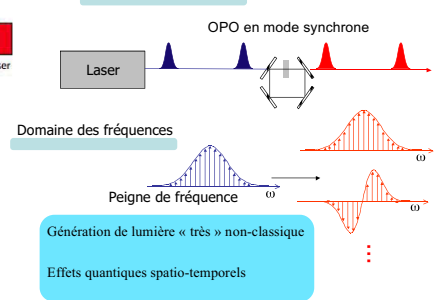 OPO en mode synchrone
ser
Laser
Domaine des fréquences
ω
Peigne de fréquence
ω
ω
Génération de lumière « très » non-classique
Effets quantiques spatio-temporels